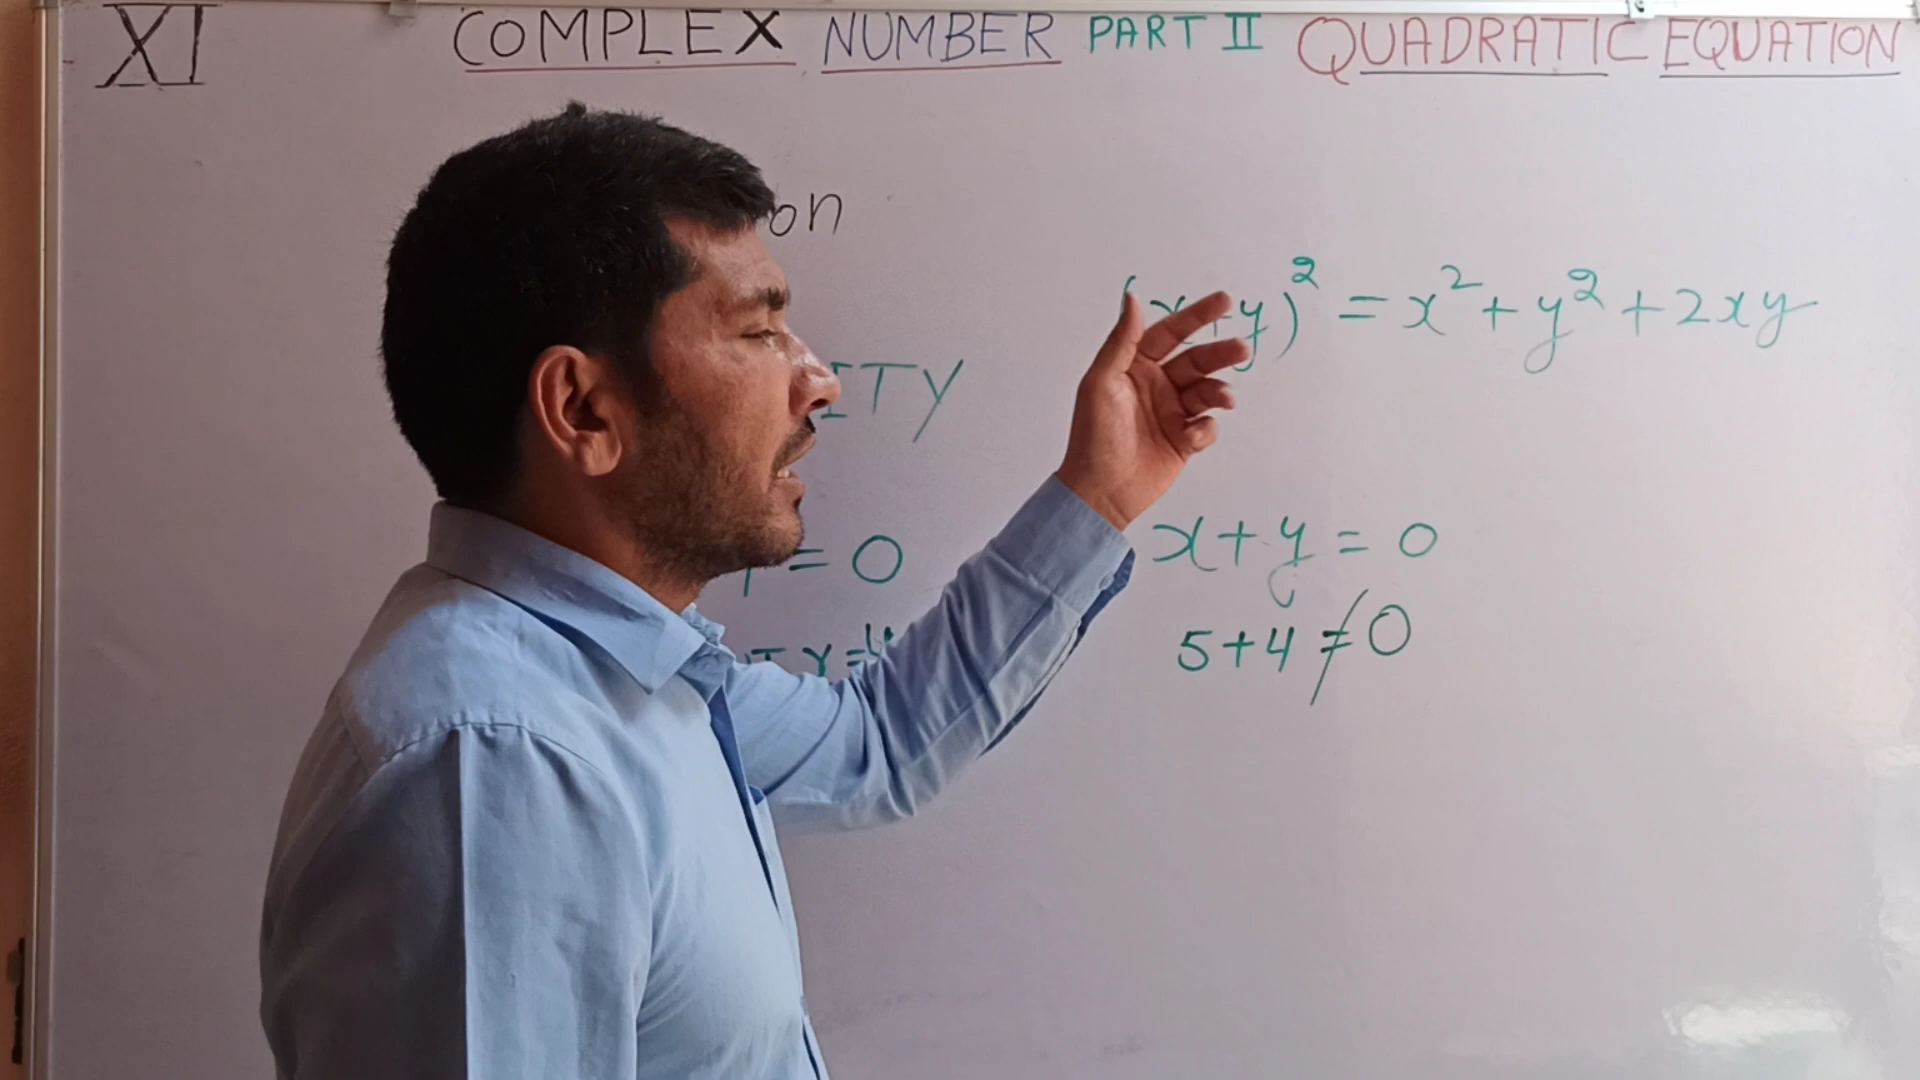 XI COMPLEX NUMBER PART II QUADRATIC EQUATION
on
(x+y)² = x²+y²+2xy
ITY
= 0
x+y = 0
5+4 ≠ 0